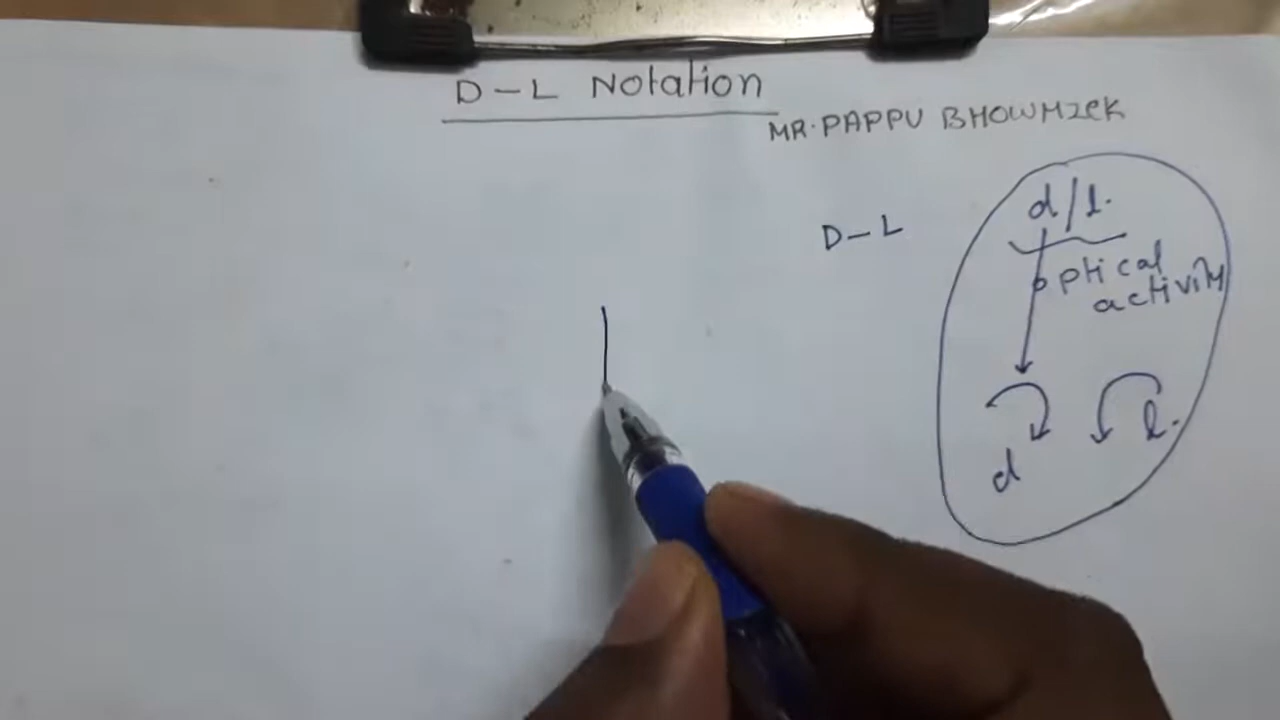 D-L Notation
MR. PAPPU BHOWMICK
D-L
d/l.
optical
activity
d
l.